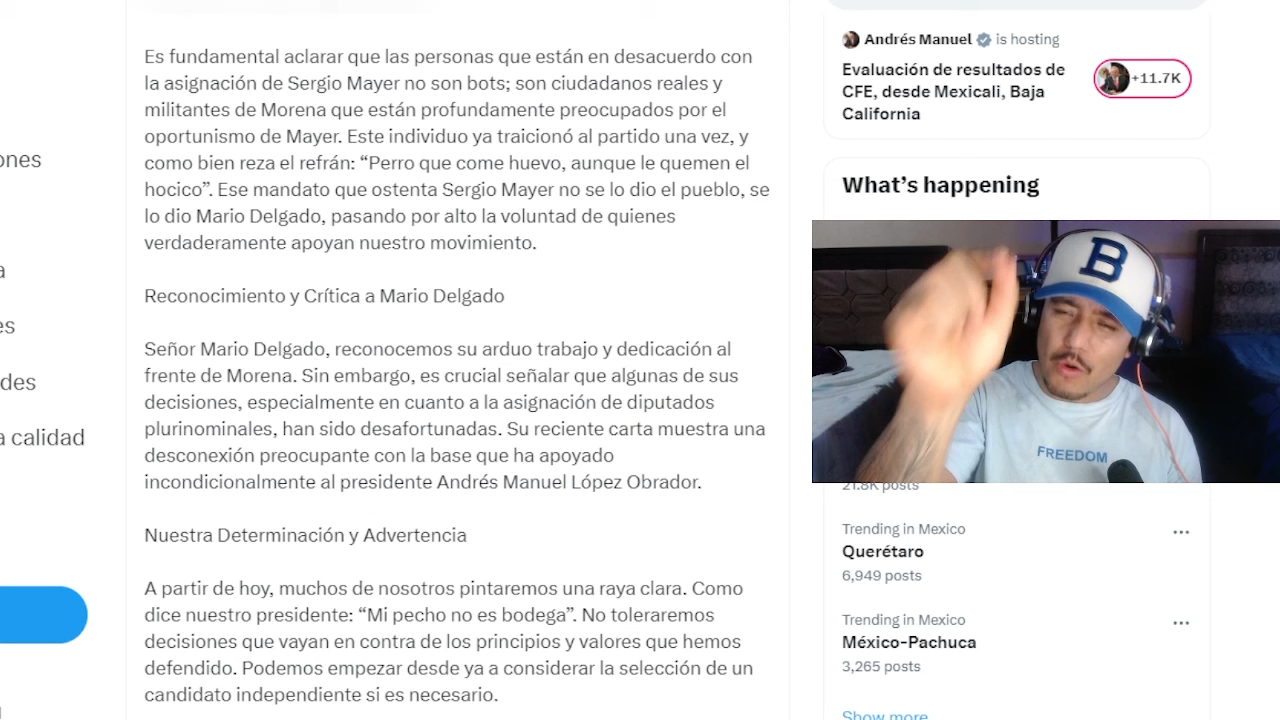 Es fundamental aclarar que las personas que están en desacuerdo con
la asignación de Sergio Mayer no son bots; son ciudadanos reales y
militantes de Morena que están profundamente preocupados por el
oportunismo de Mayer. Este individuo ya traicionó al partido una vez, y
como bien reza el refrán: “Perro que come huevo, aunque le quemen el
hocico”. Ese mandato que ostenta Sergio Mayer no se lo dio el pueblo, se
lo dio Mario Delgado, pasando por alto la voluntad de quienes
verdaderamente apoyan nuestro movimiento.
Reconocimiento y Crítica a Mario Delgado
Señor Mario Delgado, reconocemos su arduo trabajo y dedicación al
frente de Morena. Sin embargo, es crucial señalar que algunas de sus
decisiones, especialmente en cuanto a la asignación de diputados
plurinominales, han sido desafortunadas. Su reciente carta muestra una
desconexión preocupante con la base que ha apoyado
incondicionalmente al presidente Andrés Manuel López Obrador.
Nuestra Determinación y Advertencia
A partir de hoy, muchos de nosotros pintaremos una raya clara. Como
dice nuestro presidente: “Mi pecho no es bodega”. No toleraremos
decisiones que vayan en contra de los principios y valores que hemos
defendido. Podemos empezar desde ya a considerar la selección de un
candidato independiente si es necesario.
ones
a
es
des
a calidad
Andrés Manuel is hosting
Evaluación de resultados de
CFE, desde Mexicali, Baja
California
+11.7K
What’s happening
B
FREEDOM
21.8K posts
Trending in Mexico
Querétaro
6,949 posts
Trending in Mexico
México-Pachuca
3,265 posts
Show more